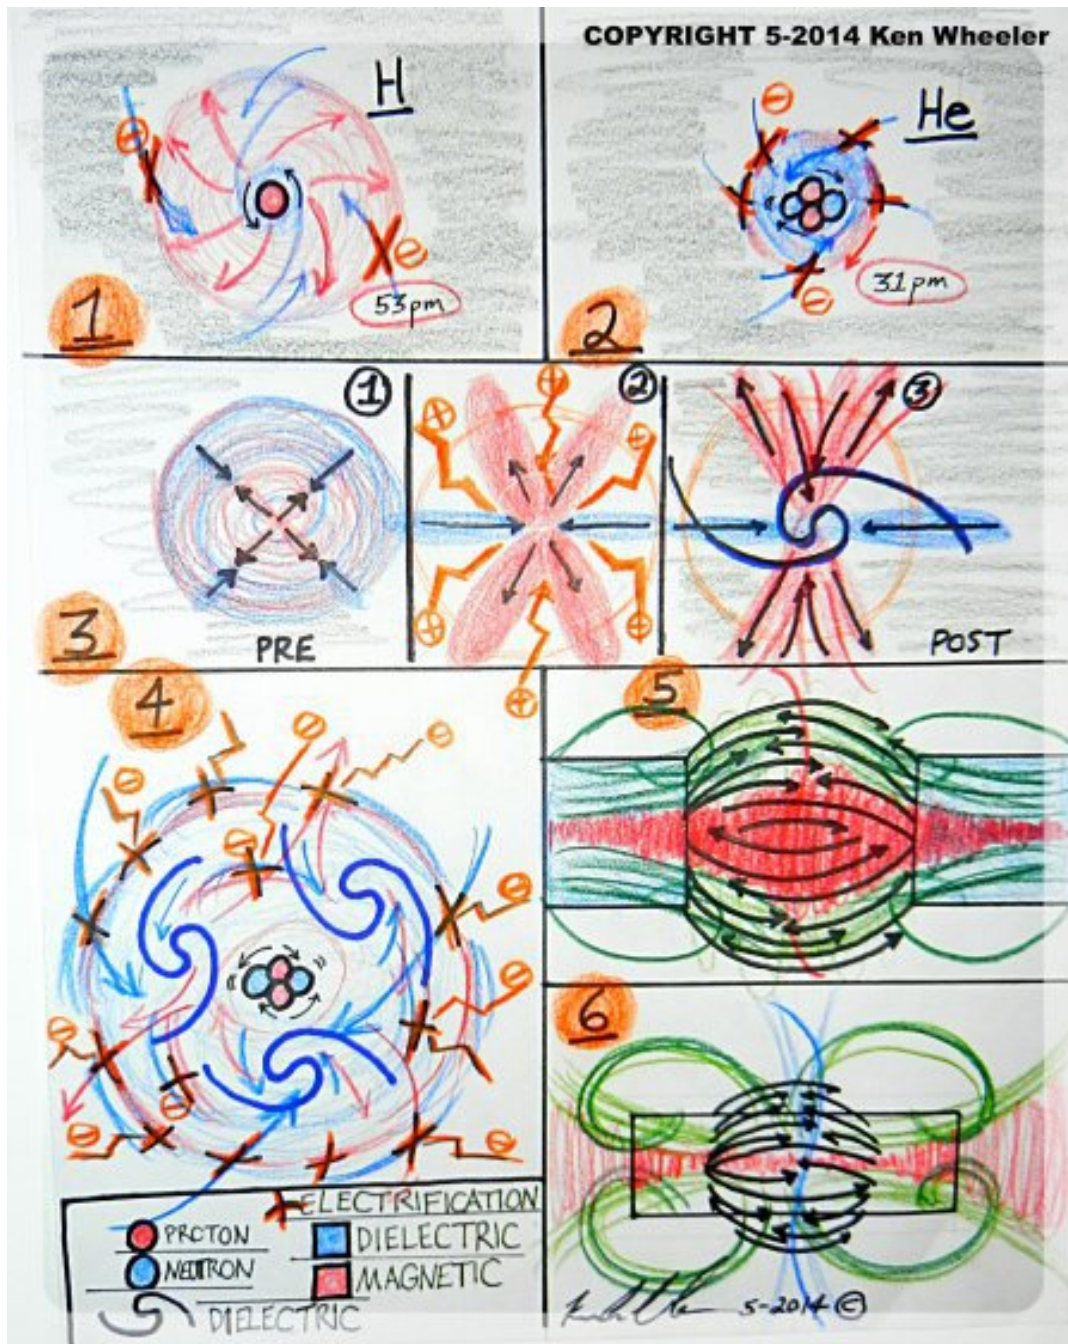 COPYRIGHT 5-2014 Ken Wheeler
H
He
53pm
31pm
1
2
1
2
3
PRE
POST
3
4
5
6
ELECTRIFICATION
PROTON
DIELECTRIC
NEUTRON
MAGNETIC
DIELECTRIC
5-2014 ©